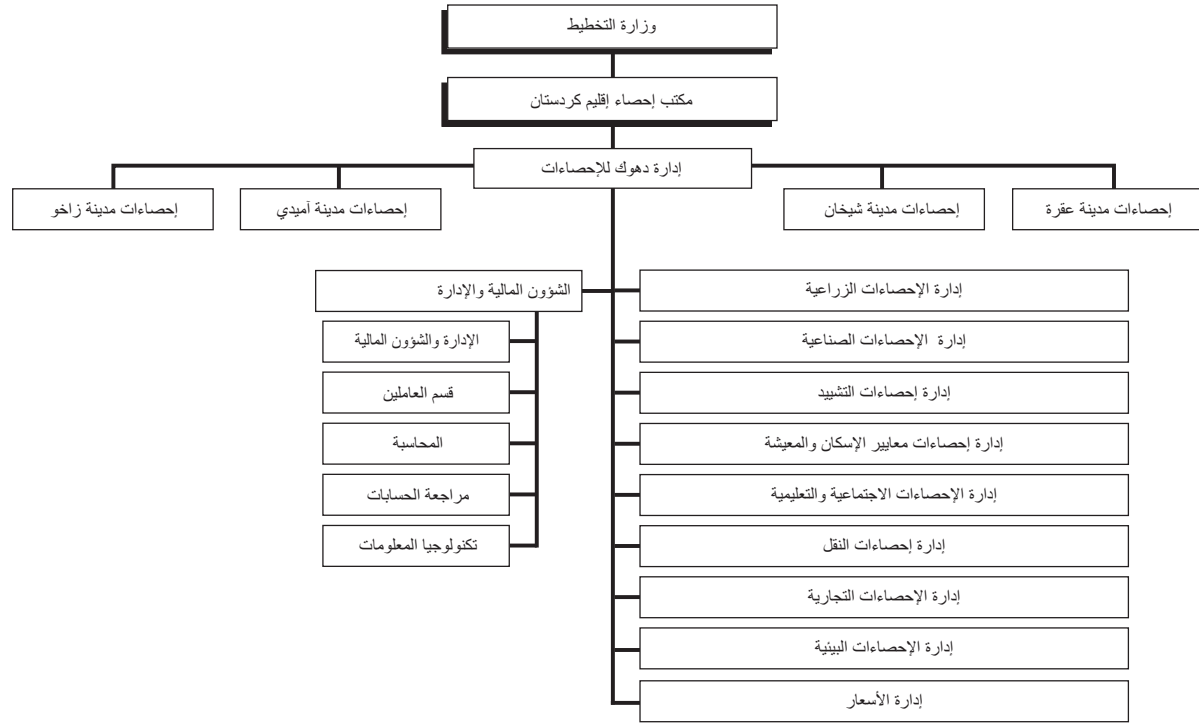 وزارة التخطيط
مكتب إحصاء إقليم كردستان
إدارة دهوك للإحصاءات
إحصاءات مدينة عقرة
إحصاءات مدينة شيخان
إحصاءات مدينة آميدي
إحصاءات مدينة زاخو
إدارة الإحصاءات الزراعية
إدارة الإحصاءات الصناعية
إدارة إحصاءات التشييد
إدارة إحصاءات معايير الإسكان والمعيشة
إدارة الإحصاءات الاجتماعية والتعليمية
إدارة إحصاءات النقل
إدارة الإحصاءات التجارية
إدارة الإحصاءات البيئية
إدارة الأسعار
الشؤون المالية والإدارة
الإدارة والشؤون المالية
قسم العاملين
المحاسبة
مراجعة الحسابات
تكنولوجيا المعلومات